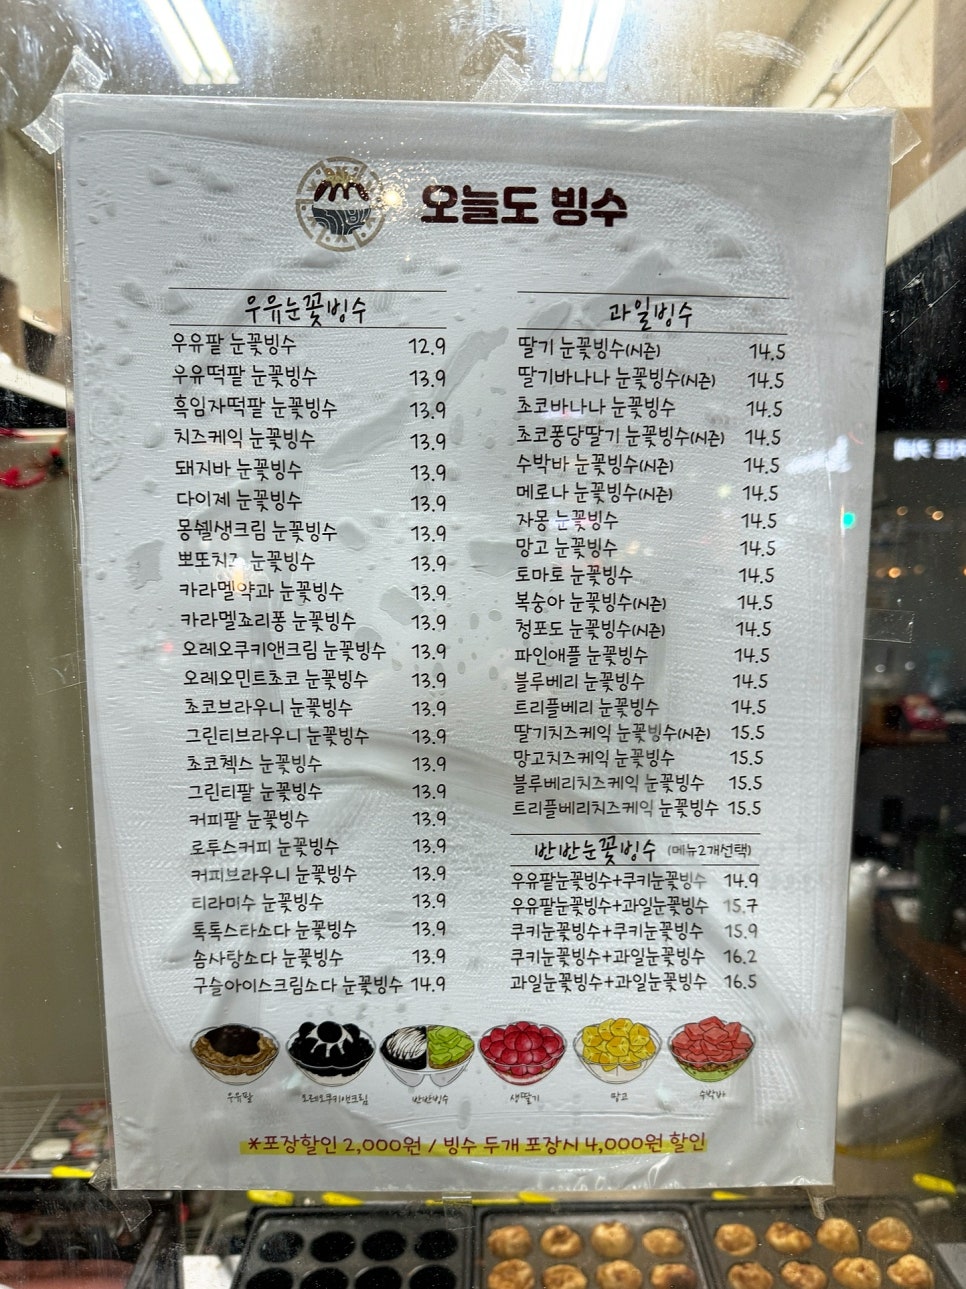 오늘도 빙수
우유눈꽃빙수
우유팥 눈꽃빙수 12.9
우유떡팥 눈꽃빙수 13.9
흑임자떡팥 눈꽃빙수 13.9
치즈케익 눈꽃빙수 13.9
돼지바 눈꽃빙수 13.9
다이제 눈꽃빙수 13.9
몽쉘생크림 눈꽃빙수 13.9
뽀또치즈 눈꽃빙수 13.9
카라멜약과 눈꽃빙수 13.9
카라멜죠리퐁 눈꽃빙수 13.9
오레오쿠키앤크림 눈꽃빙수 13.9
오레오민트초코 눈꽃빙수 13.9
초코브라우니 눈꽃빙수 13.9
그린티브라우니 눈꽃빙수 13.9
초코첵스 눈꽃빙수 13.9
그린티팥 눈꽃빙수 13.9
커피팥 눈꽃빙수 13.9
로투스커피 눈꽃빙수 13.9
커피브라우니 눈꽃빙수 13.9
티라미수 눈꽃빙수 13.9
톡톡스타소다 눈꽃빙수 13.9
솜사탕소다 눈꽃빙수 13.9
구슬아이스크림소다 눈꽃빙수 14.9
과일빙수
딸기 눈꽃빙수(시즌) 14.5
딸기바나나 눈꽃빙수(시즌) 14.5
초코바나나 눈꽃빙수 14.5
초코퐁당딸기 눈꽃빙수(시즌) 14.5
수박바 눈꽃빙수(시즌) 14.5
메로나 눈꽃빙수(시즌) 14.5
자몽 눈꽃빙수 14.5
망고 눈꽃빙수 14.5
토마토 눈꽃빙수 14.5
복숭아 눈꽃빙수(시즌) 14.5
청포도 눈꽃빙수(시즌) 14.5
파인애플 눈꽃빙수 14.5
블루베리 눈꽃빙수 14.5
트리플베리 눈꽃빙수 14.5
딸기치즈케익 눈꽃빙수(시즌) 15.5
망고치즈케익 눈꽃빙수 15.5
블루베리치즈케익 눈꽃빙수 15.5
트리플베리치즈케익 눈꽃빙수 15.5
반반눈꽃빙수 (메뉴2개선택)
우유팥눈꽃빙수+쿠키눈꽃빙수 14.9
우유팥눈꽃빙수+과일눈꽃빙수 15.7
쿠키눈꽃빙수+쿠키눈꽃빙수 15.9
쿠키눈꽃빙수+과일눈꽃빙수 16.2
과일눈꽃빙수+과일눈꽃빙수 16.5
우유팥 오레오쿠키앤크림 반반빙수 생딸기 망고 수박바
*포장할인 2,000원 / 빙수 두개 포장시 4,000원 할인